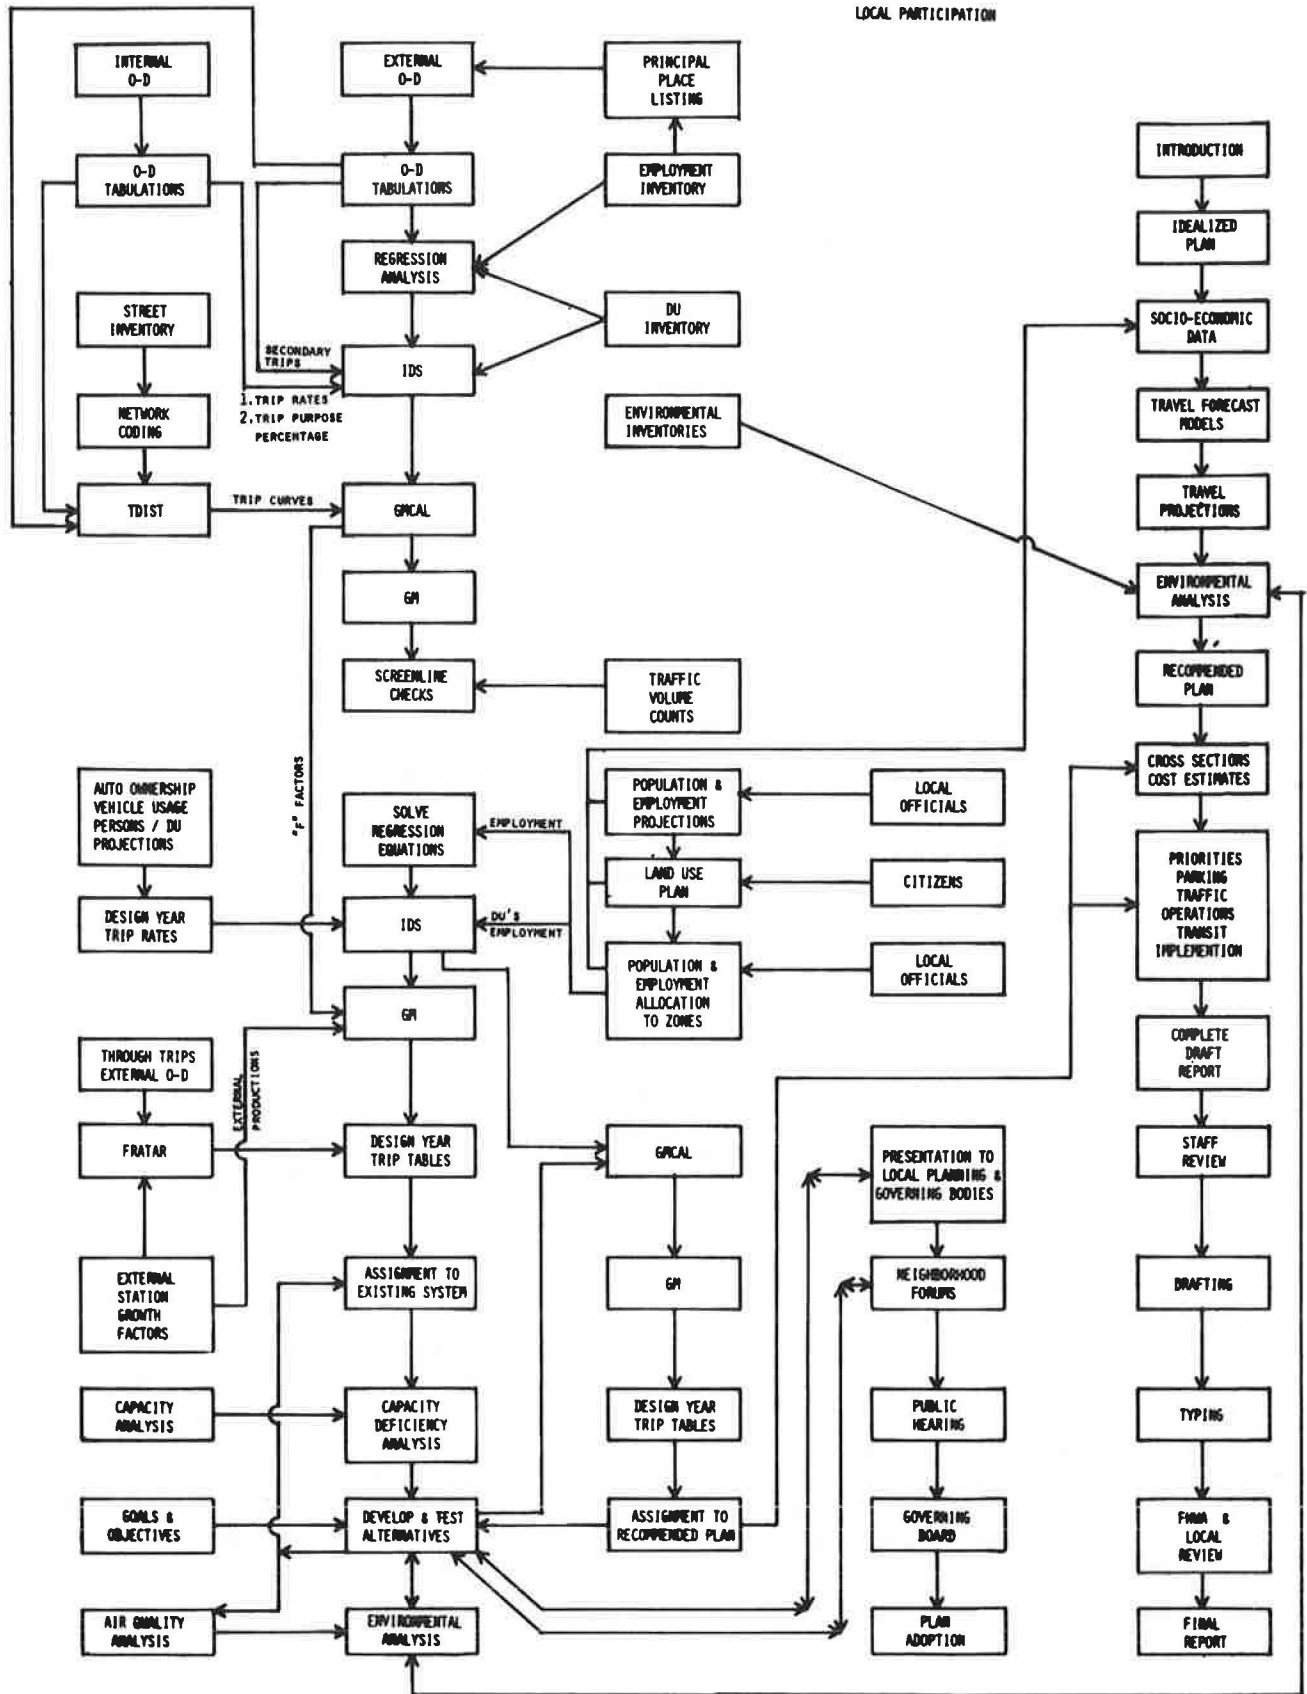 LOCAL PARTICIPATION
INTERNAL
O-D
EXTERNAL
O-D
PRINCIPAL
PLACE
LISTING
O-D
TABULATIONS
O-D
TABULATIONS
EMPLOYMENT
INVENTORY
INTRODUCTION
REGRESSION
ANALYSIS
IDEALIZED
PLAN
STREET
INVENTORY
DU
INVENTORY
SOCIO-ECONOMIC
DATA
SECONDARY
TRIPS
IDS
1. TRIP RATES
2. TRIP PURPOSE
PERCENTAGE
NETWORK
CODING
ENVIRONMENTAL
INVENTORIES
TRAVEL FORECAST
MODELS
TDIST
TRIP CURVES
GMCAL
TRAVEL
PROJECTIONS
GM
ENVIRONMENTAL
ANALYSIS
SCREENLINE
CHECKS
TRAFFIC
VOLUME
COUNTS
RECOMMENDED
PLAN
"F" FACTORS
AUTO OWNERSHIP
VEHICLE USAGE
PERSONS / DU
PROJECTIONS
SOLVE
REGRESSION
EQUATIONS
EMPLOYMENT
POPULATION &
EMPLOYMENT
PROJECTIONS
LOCAL
OFFICIALS
CROSS SECTIONS
COST ESTIMATES
LAND USE
PLAN
CITIZENS
PRIORITIES
PARKING
TRAFFIC
OPERATIONS
TRANSIT
IMPLEMENTION
DESIGN YEAR
TRIP RATES
IDS
DU'S
EMPLOYMENT
POPULATION &
EMPLOYMENT
ALLOCATION
TO ZONES
LOCAL
OFFICIALS
GM
THROUGH TRIPS
EXTERNAL O-D
EXTERNAL
PRODUCTIONS
COMPLETE
DRAFT
REPORT
FRATAR
DESIGN YEAR
TRIP TABLES
GMCAL
PRESENTATION TO
LOCAL PLANNING &
GOVERNING BODIES
STAFF
REVIEW
EXTERNAL
STATION
GROWTH
FACTORS
ASSIGNMENT TO
EXISTING SYSTEM
GM
NEIGHBORHOOD
FORUMS
DRAFTING
CAPACITY
ANALYSIS
CAPACITY
DEFICIENCY
ANALYSIS
DESIGN YEAR
TRIP TABLES
PUBLIC
HEARING
TYPING
GOALS &
OBJECTIVES
DEVELOP & TEST
ALTERNATIVES
ASSIGNMENT TO
RECOMMENDED PLAN
GOVERNING
BOARD
FHWA &
LOCAL
REVIEW
AIR QUALITY
ANALYSIS
ENVIRONMENTAL
ANALYSIS
PLAN
ADOPTION
FINAL
REPORT